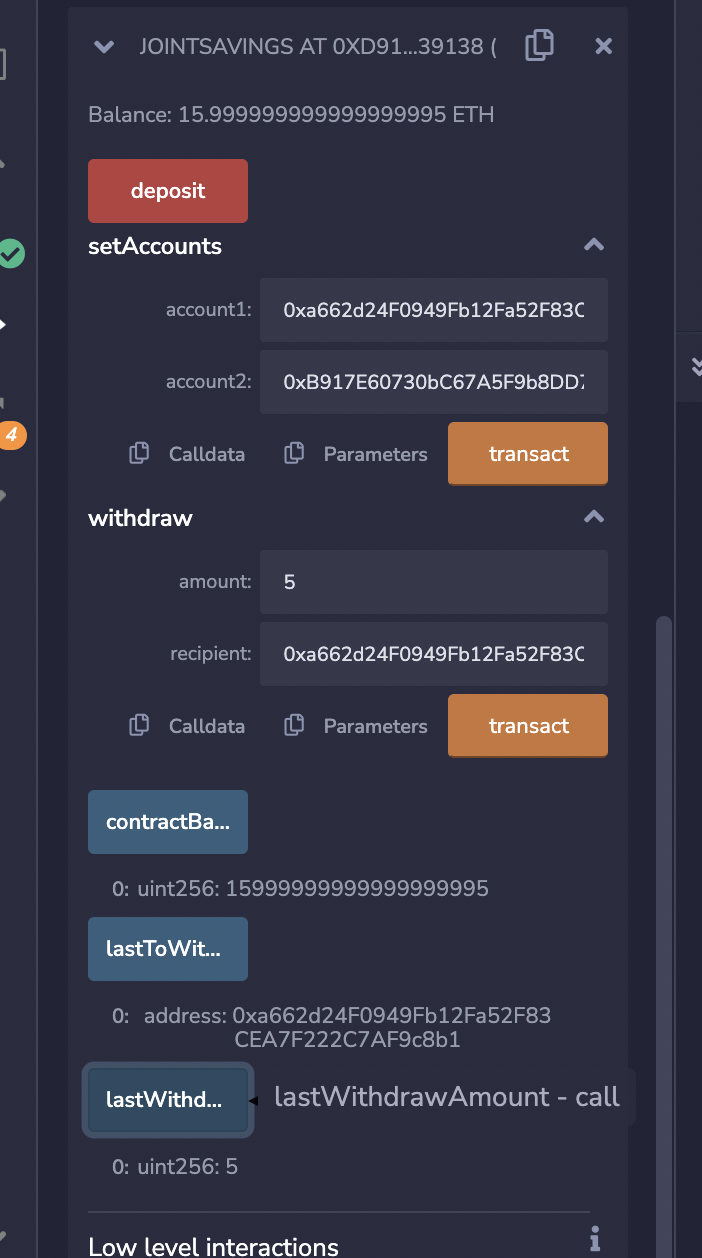 JOINTSAVINGS AT 0XD91...39138 (
Balance: 15.999999999999999995 ETH
deposit
setAccounts
account1: 0xa662d24F0949Fb12Fa52F83C
account2: 0xB917E60730bC67A5F9b8DD7
Calldata Parameters transact
4
withdraw
amount: 5
recipient: 0xa662d24F0949Fb12Fa52F83C
Calldata Parameters transact
contractBa...
0: uint256: 15999999999999999995
lastToWit...
0: address: 0xa662d24F0949Fb12Fa52F83
CEA7F222C7AF9c8b1
lastWithd... lastWithdrawAmount - call
0: uint256: 5
Low level interactions